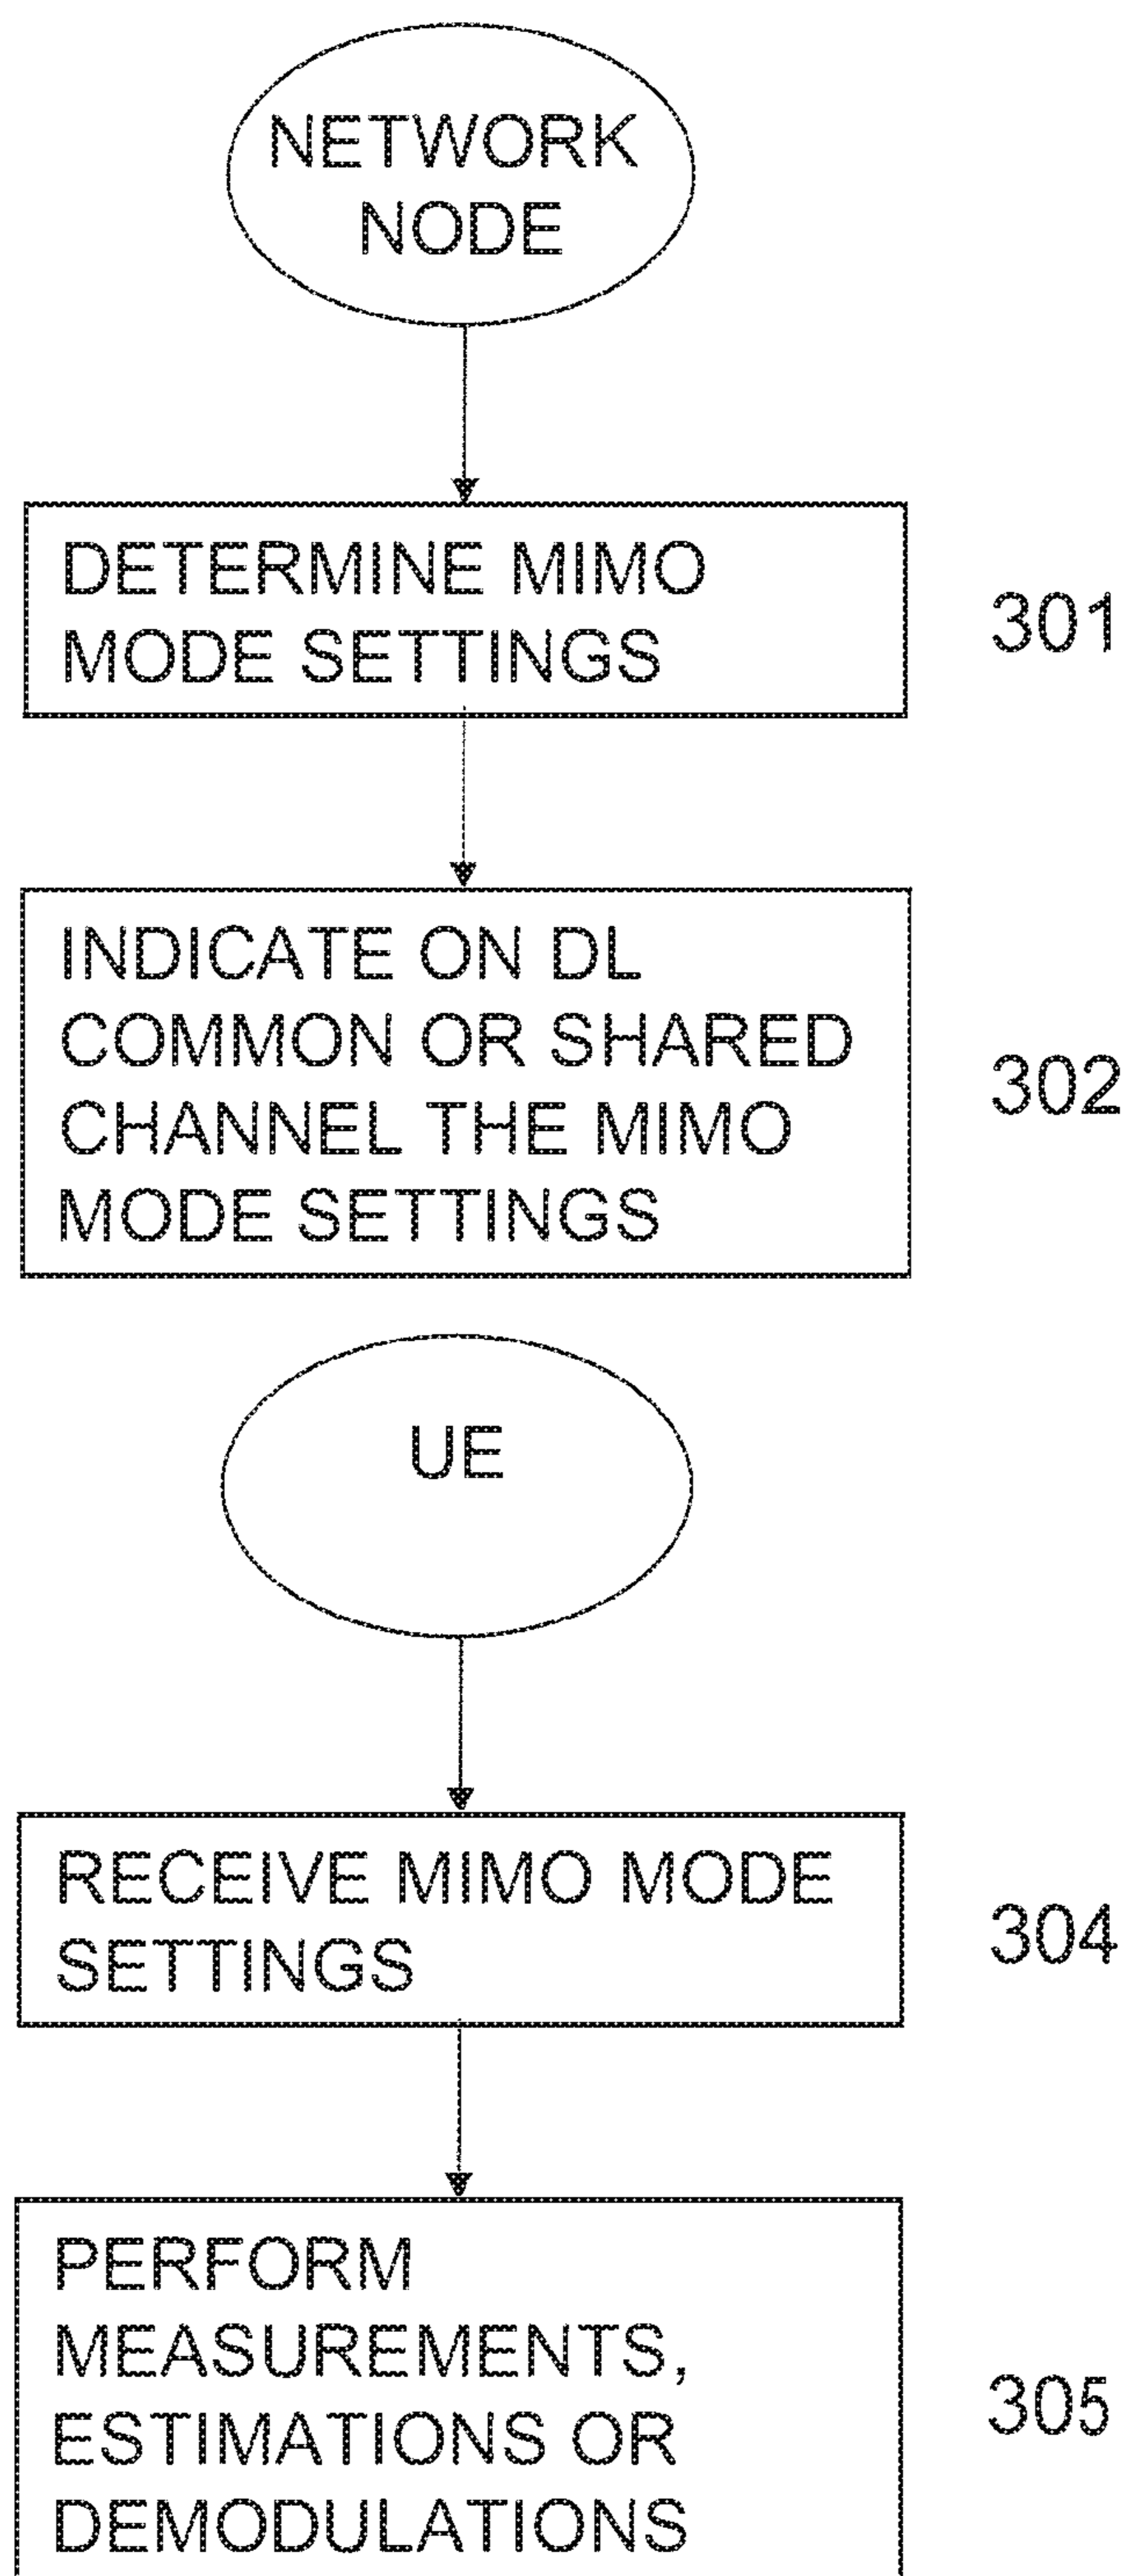 NETWORK
NODE
DETERMINE MIMO
MODE SETTINGS
301
INDICATE ON DL
COMMON OR SHARED
CHANNEL THE MIMO
MODE SETTINGS
302
UE
RECEIVE MIMO MODE
SETTINGS
304
PERFORM
MEASUREMENTS,
ESTIMATIONS OR
DEMODULATIONS
305